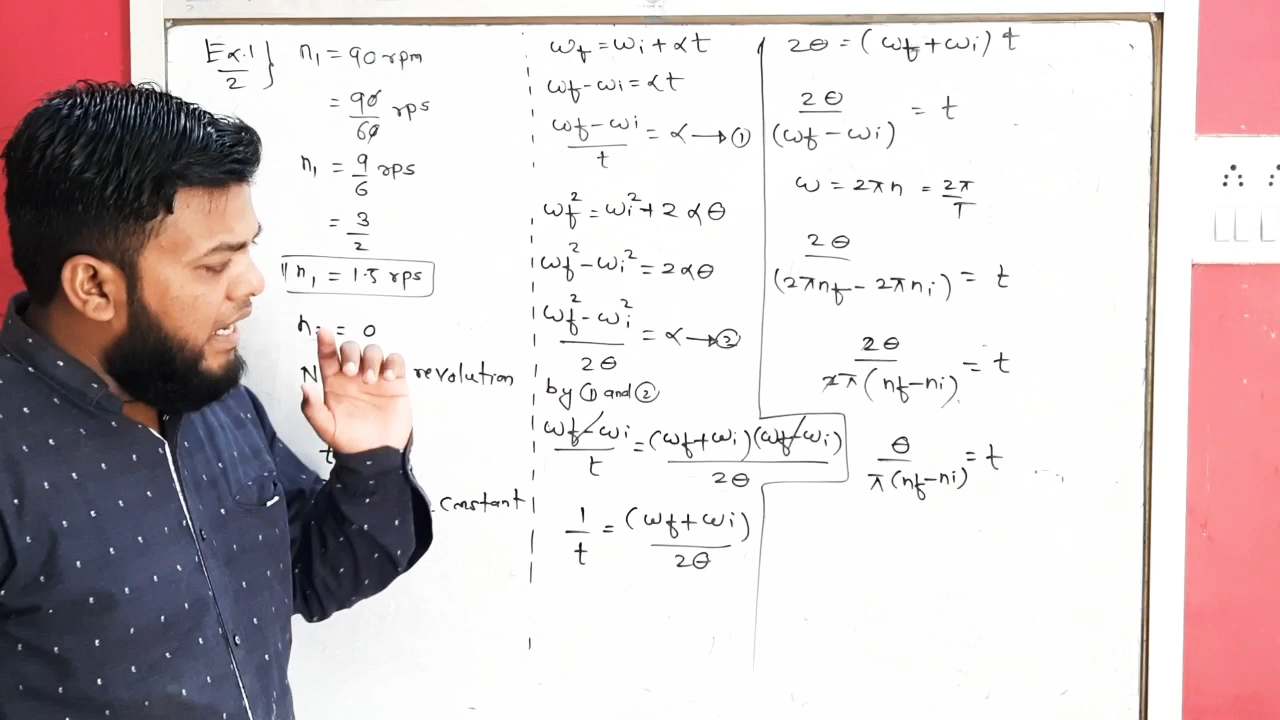 Ex.1
2
n₁ = 90 rpm
= 90/60 rps
n₁ = 9/6 rps
= 3/2
n₁ = 1.5 rps
= 0
N revolution
t
constant
ωf = ωi + αt
ωf - ωi = αt
(ωf - ωi)/t = α → ①
ωf² = ωi² + 2αθ
ωf² - ωi² = 2αθ
(ωf² - ωi²)/2θ = α → ②
by ① and ②
(ωf - ωi)/t = (ωf + ωi)(ωf - ωi)/2θ
1/t = (ωf + ωi)/2θ
2θ = (ωf + ωi) t
2θ/(ωf - ωi) = t
ω = 2πn = 2π/T
2θ/(2πnf - 2πni) = t
2θ/2π(nf - ni) = t
θ/π(nf - ni) = t